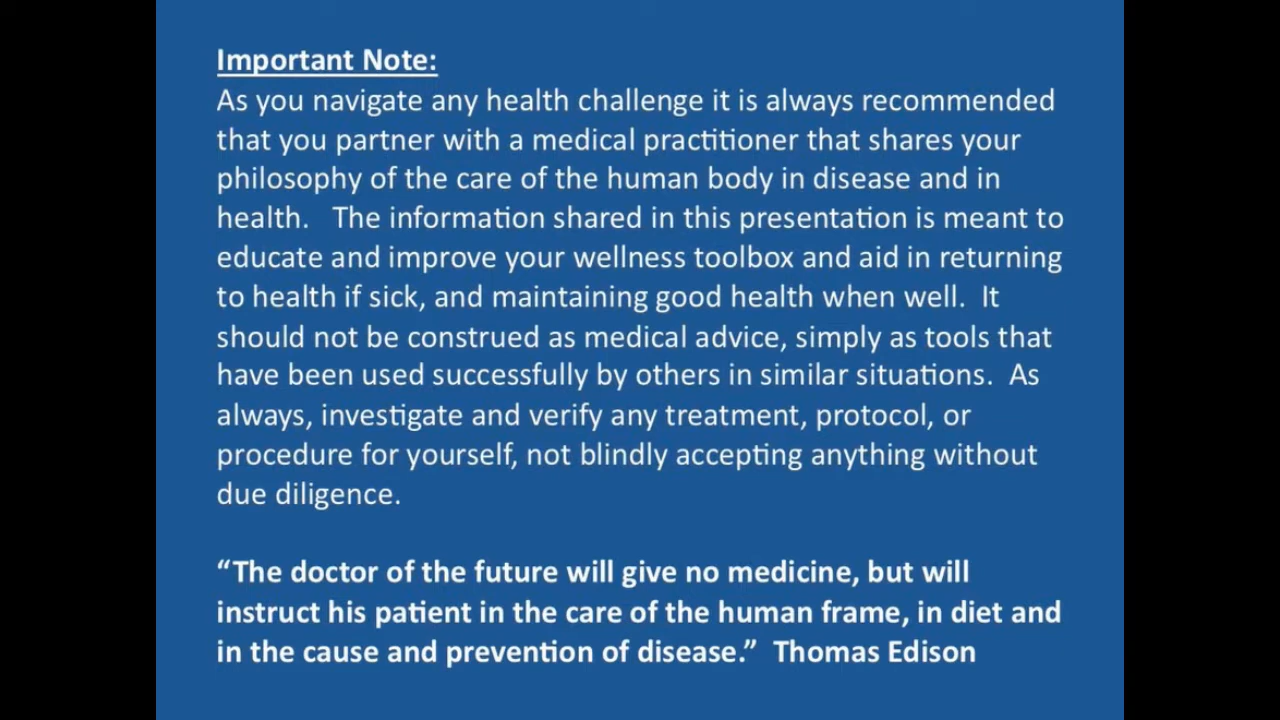 Important Note:
As you navigate any health challenge it is always recommended
that you partner with a medical practitioner that shares your
philosophy of the care of the human body in disease and in
health.   The information shared in this presentation is meant to
educate and improve your wellness toolbox and aid in returning
to health if sick, and maintaining good health when well.  It
should not be construed as medical advice, simply as tools that
have been used successfully by others in similar situations.  As
always, investigate and verify any treatment, protocol, or
procedure for yourself, not blindly accepting anything without
due diligence.
“The doctor of the future will give no medicine, but will
instruct his patient in the care of the human frame, in diet and
in the cause and prevention of disease.”  Thomas Edison